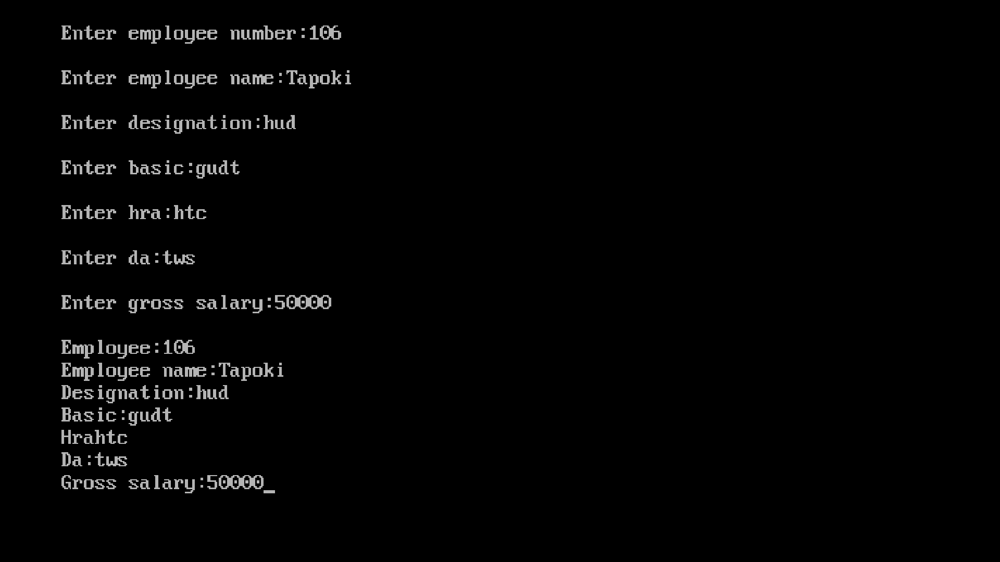 Enter employee number:106
Enter employee name:Tapoki
Enter designation:hud
Enter basic:gudt
Enter hra:htc
Enter da:tws
Enter gross salary:50000
Employee:106
Employee name:Tapoki
Designation:hud
Basic:gudt
Hrahtc
Da:tws
Gross salary:50000_